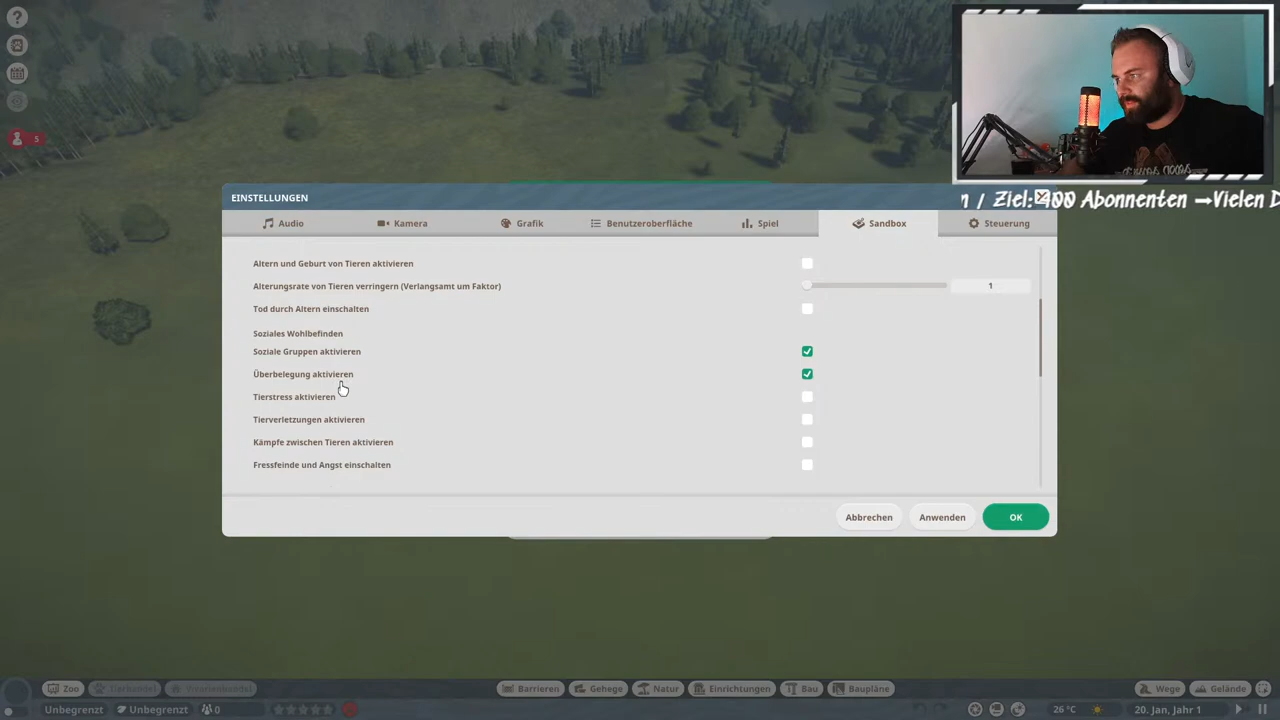 ?
5
n / Ziel: 400 Abonnenten →Vielen D
EINSTELLUNGEN
Audio
Kamera
Grafik
Benutzeroberfläche
Spiel
Sandbox
Steuerung
Altern und Geburt von Tieren aktivieren
Alterungsrate von Tieren verringern (Verlangsamt um Faktor)
1
Tod durch Altern einschalten
Soziales Wohlbefinden
Soziale Gruppen aktivieren
Überbelegung aktivieren
Tierstress aktivieren
Tierverletzungen aktivieren
Kämpfe zwischen Tieren aktivieren
Fressfeinde und Angst einschalten
Abbrechen
Anwenden
OK
Zoo
Tierhandel
Barrieren
Gehege
Natur
Einrichtungen
Bau
Baupläne
Wege
Gelände
Unbegrenzt
Unbegrenzt
0
26 °C
20. Jan, Jahr 1